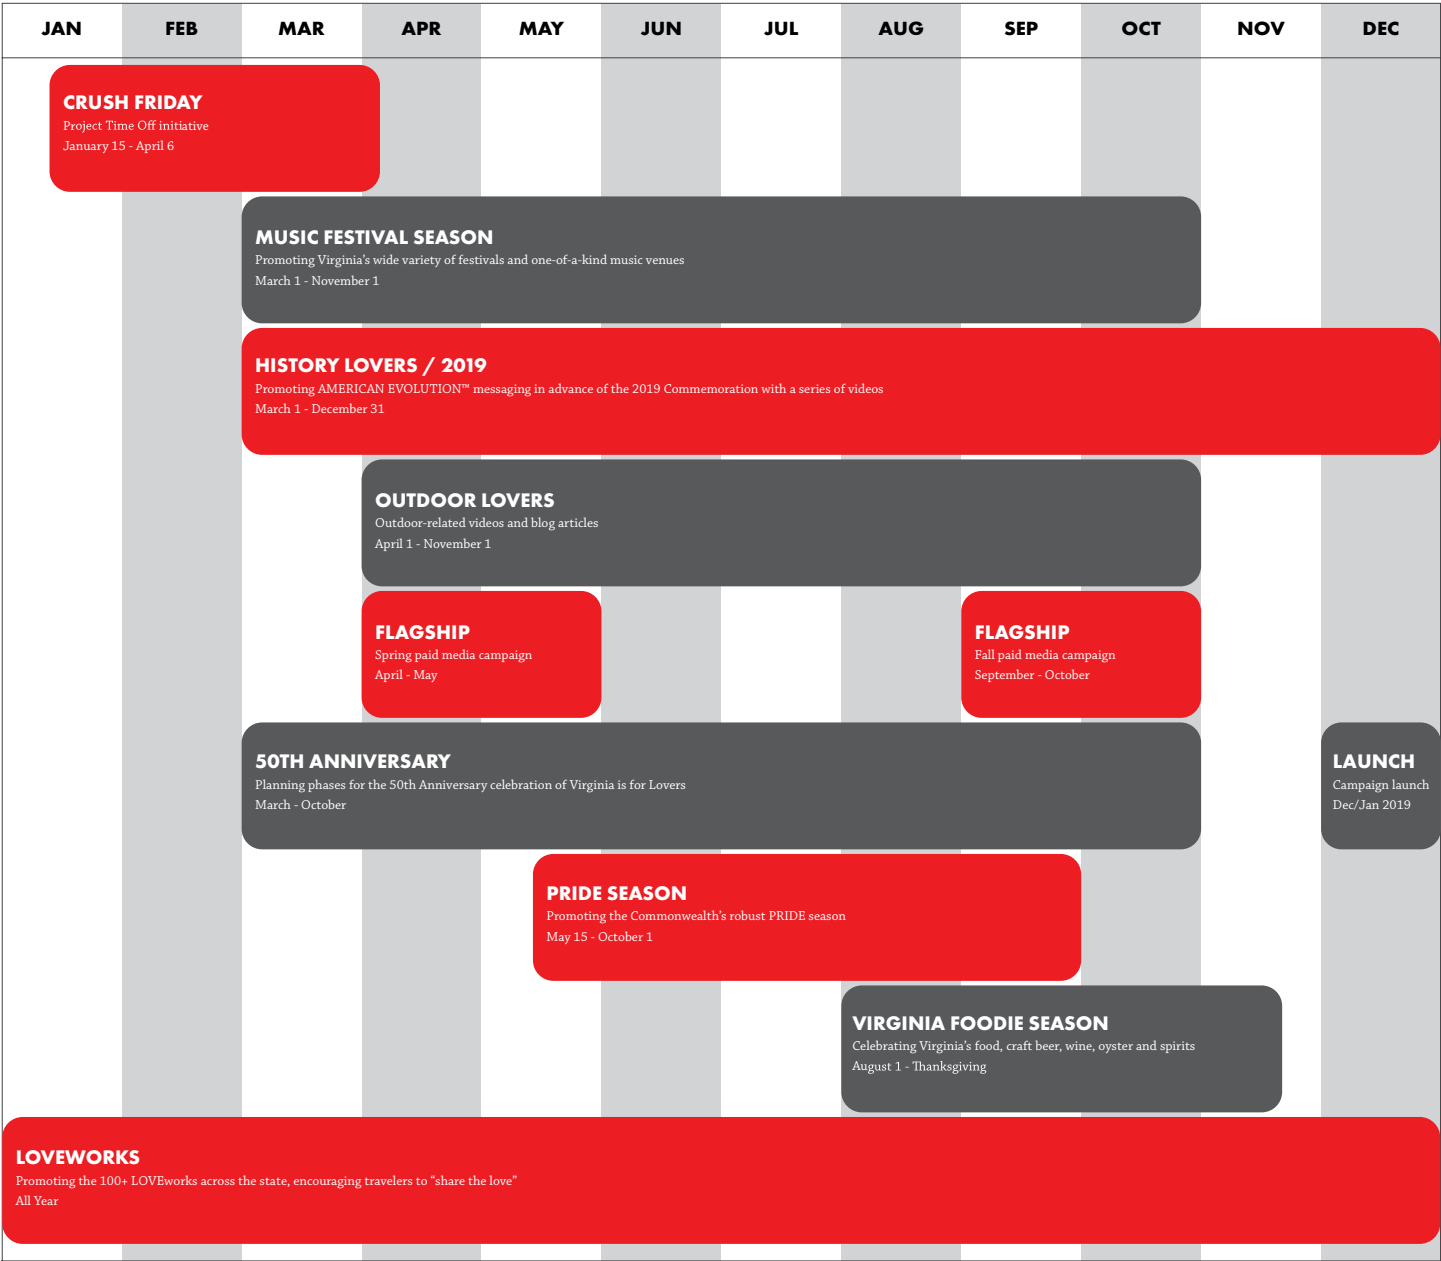 JAN FEB MAR APR MAY JUN JUL AUG SEP OCT NOV DEC
CRUSH FRIDAY
Project Time Off initiative
January 15 - April 6
MUSIC FESTIVAL SEASON
Promoting Virginia’s wide variety of festivals and one-of-a-kind music venues
March 1 - November 1
HISTORY LOVERS / 2019
Promoting AMERICAN EVOLUTION™ messaging in advance of the 2019 Commemoration with a series of videos
March 1 - December 31
OUTDOOR LOVERS
Outdoor-related videos and blog articles
April 1 - November 1
FLAGSHIP
Spring paid media campaign
April - May
FLAGSHIP
Fall paid media campaign
September - October
50TH ANNIVERSARY
Planning phases for the 50th Anniversary celebration of Virginia is for Lovers
March - October
LAUNCH
Campaign launch
Dec/Jan 2019
PRIDE SEASON
Promoting the Commonwealth’s robust PRIDE season
May 15 - October 1
VIRGINIA FOODIE SEASON
Celebrating Virginia’s food, craft beer, wine, oyster and spirits
August 1 - Thanksgiving
LOVEWORKS
Promoting the 100+ LOVEworks across the state, encouraging travelers to “share the love”
All Year